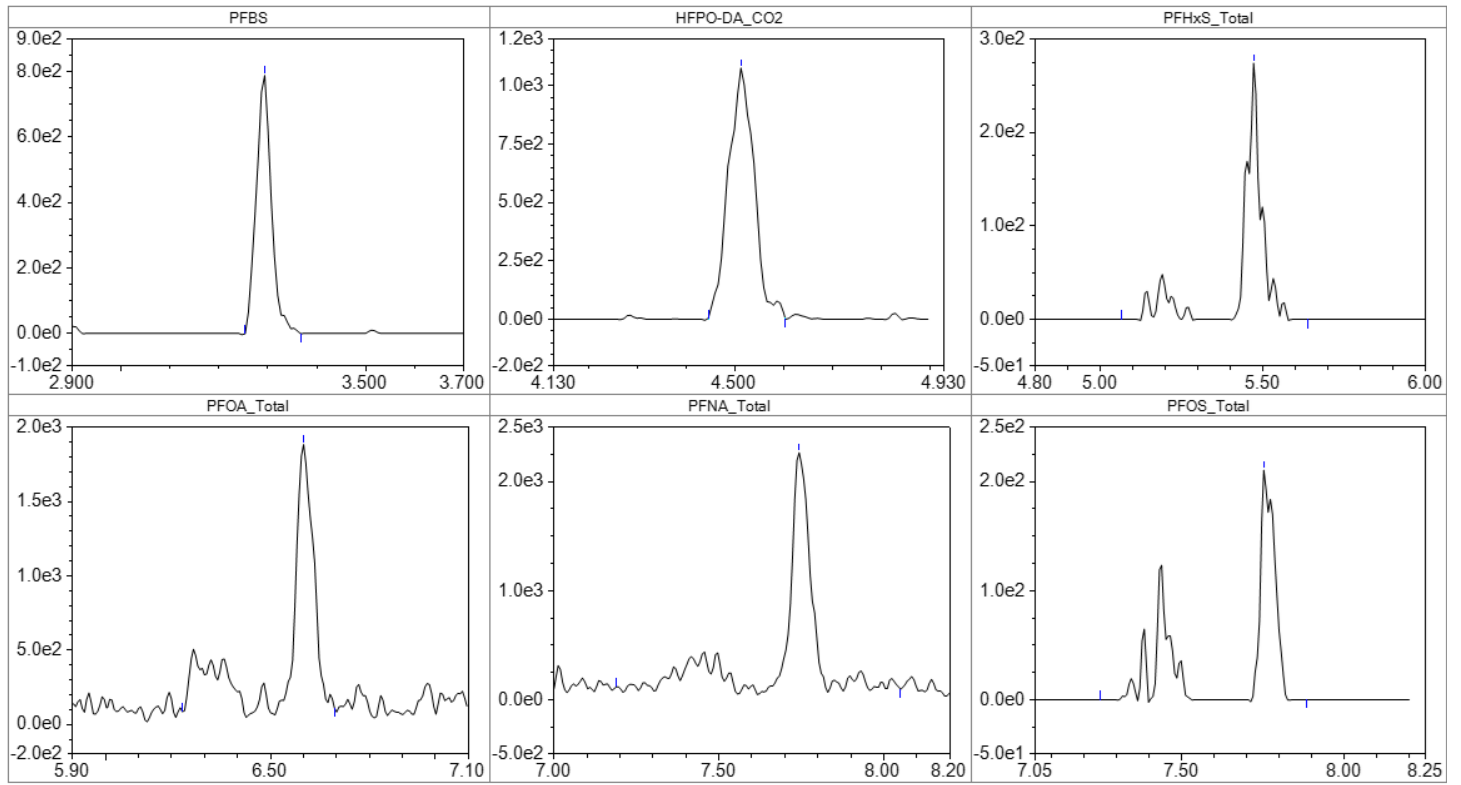 PFBS
9.0e2
8.0e2
6.0e2
4.0e2
2.0e2
0.0e0
-1.0e2
2.900 3.500 3.700
HFPO-DA_CO2
1.2e3
1.0e3
7.5e2
5.0e2
2.5e2
0.0e0
-2.0e2
4.130 4.500 4.930
PFHxS_Total
3.0e2
2.0e2
1.0e2
0.0e0
-5.0e1
4.80 5.00 5.50 6.00
PFOA_Total
2.0e3
1.5e3
1.0e3
5.0e2
0.0e0
-2.0e2
5.90 6.50 7.10
PFNA_Total
2.5e3
2.0e3
1.0e3
0.0e0
-5.0e2
7.00 7.50 8.00 8.20
PFOS_Total
2.5e2
2.0e2
1.0e2
0.0e0
-5.0e1
7.05 7.50 8.00 8.25